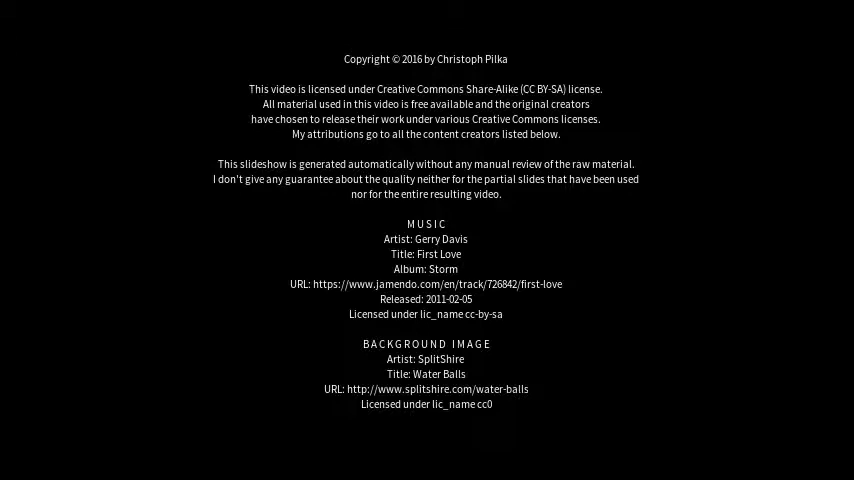 Copyright © 2016 by Christoph Pilka
This video is licensed under Creative Commons Share-Alike (CC BY-SA) license.
All material used in this video is free available and the original creators
have chosen to release their work under various Creative Commons licenses.
My attributions go to all the content creators listed below.
This slideshow is generated automatically without any manual review of the raw material.
I don't give any guarantee about the quality neither for the partial slides that have been used
nor for the entire resulting video.
MUSIC
Artist: Gerry Davis
Title: First Love
Album: Storm
URL: https://www.jamendo.com/en/track/726842/first-love
Released: 2011-02-05
Licensed under lic_name cc-by-sa
BACKGROUND IMAGE
Artist: SplitShire
Title: Water Balls
URL: http://www.splitshire.com/water-balls
Licensed under lic_name cc0